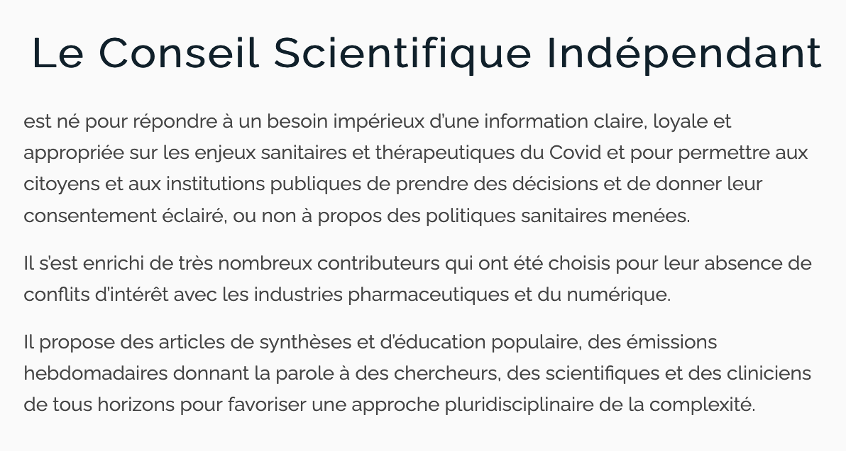 Le Conseil Scientifique Indépendant
est né pour répondre à un besoin impérieux d'une information claire, loyale et
appropriée sur les enjeux sanitaires et thérapeutiques du Covid et pour permettre aux
citoyens et aux institutions publiques de prendre des décisions et de donner leur
consentement éclairé, ou non à propos des politiques sanitaires menées.
Il s'est enrichi de très nombreux contributeurs qui ont été choisis pour leur absence de
conflits d'intérêt avec les industries pharmaceutiques et du numérique.
Il propose des articles de synthèses et d'éducation populaire, des émissions
hebdomadaires donnant la parole à des chercheurs, des scientifiques et des cliniciens
de tous horizons pour favoriser une approche pluridisciplinaire de la complexité.